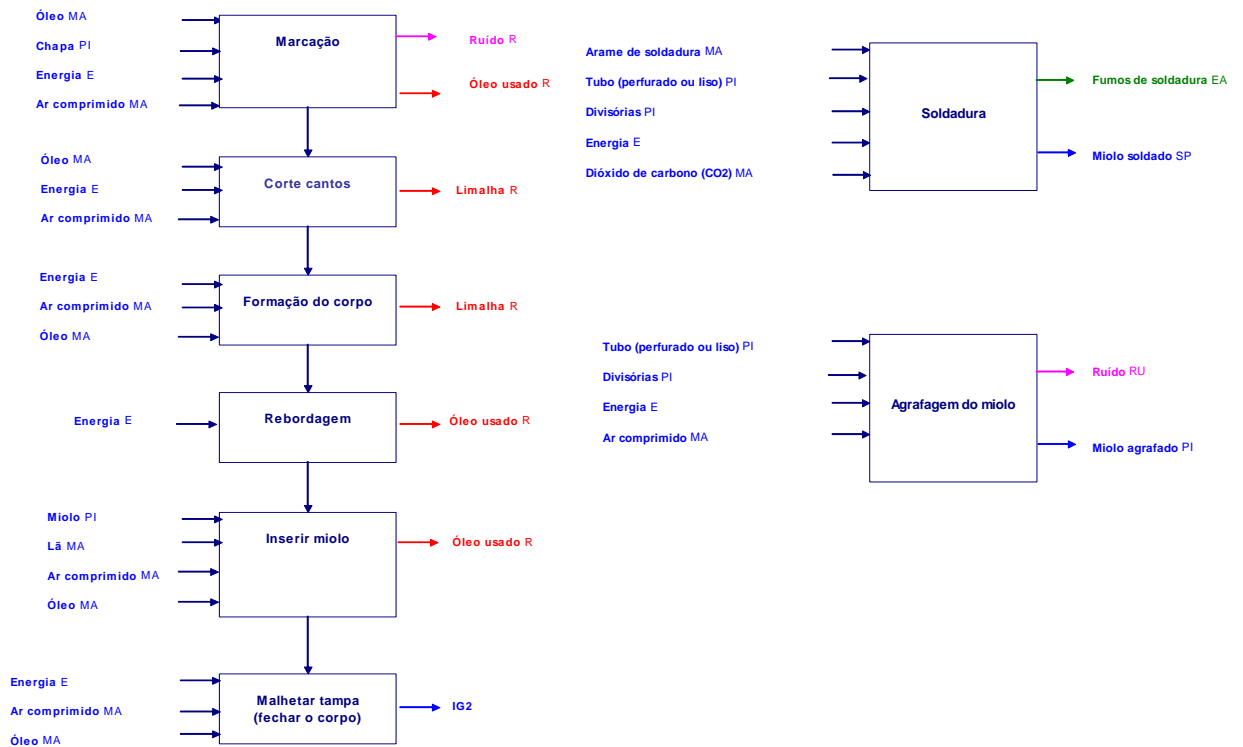 Óleo MA
Chapa PI
Energia E
Ar comprimido MA
Marcação
Ruído R
Óleo usado R
Óleo MA
Energia E
Ar comprimido MA
Corte cantos
Limalha R
Energia E
Ar comprimido MA
Óleo MA
Formação do corpo
Limalha R
Energia E
Rebordagem
Óleo usado R
Miolo PI
Lã MA
Ar comprimido MA
Óleo MA
Inserir miolo
Óleo usado R
Energia E
Ar comprimido MA
Óleo MA
Malhetar tampa
(fechar o corpo)
IG2
Arame de soldadura MA
Tubo (perfurado ou liso) PI
Divisórias PI
Energia E
Dióxido de carbono (CO2) MA
Soldadura
Fumos de soldadura EA
Miolo soldado SP
Tubo (perfurado ou liso) PI
Divisórias PI
Energia E
Ar comprimido MA
Agrafagem do miolo
Ruído RU
Miolo agrafado PI